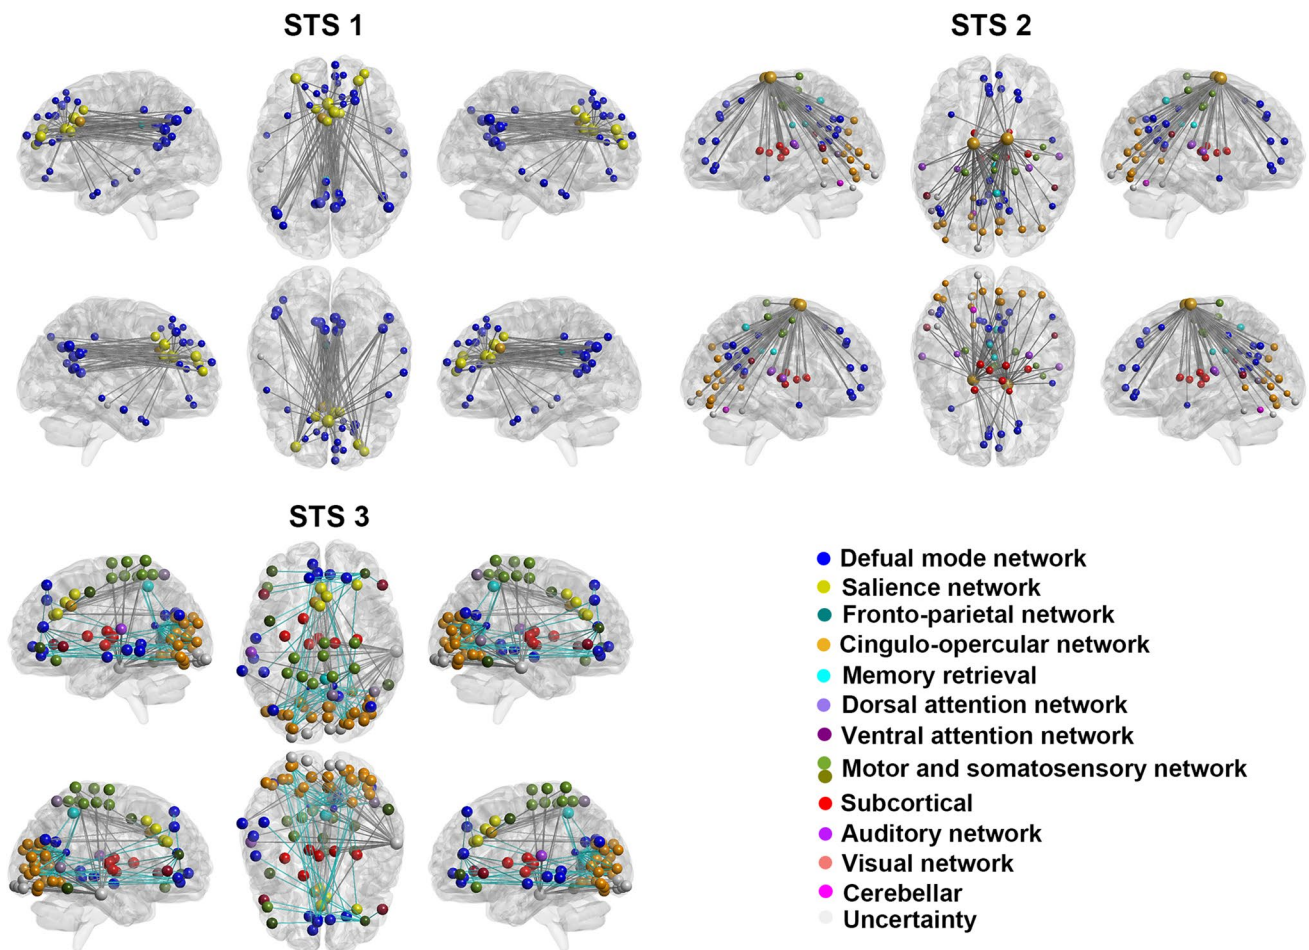 STS 1
STS 2
STS 3
Defual mode network
Salience network
Fronto-parietal network
Cingulo-opercular network
Memory retrieval
Dorsal attention network
Ventral attention network
Motor and somatosensory network
Subcortical
Auditory network
Visual network
Cerebellar
Uncertainty